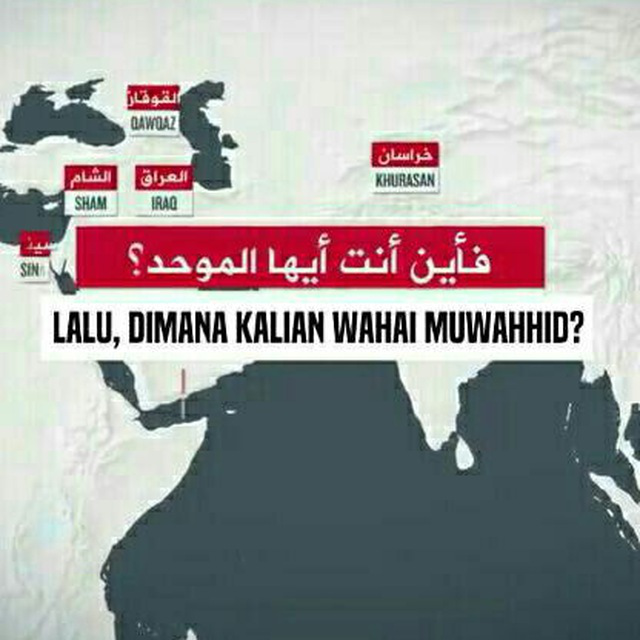 القوقاز
QAWQAZ
خراسان
KHURASAN
الشام
SHAM
العراق
IRAQ
فأين أنت أيها الموحد؟
LALU, DIMANA KALIAN WAHAI MUWAHHID?